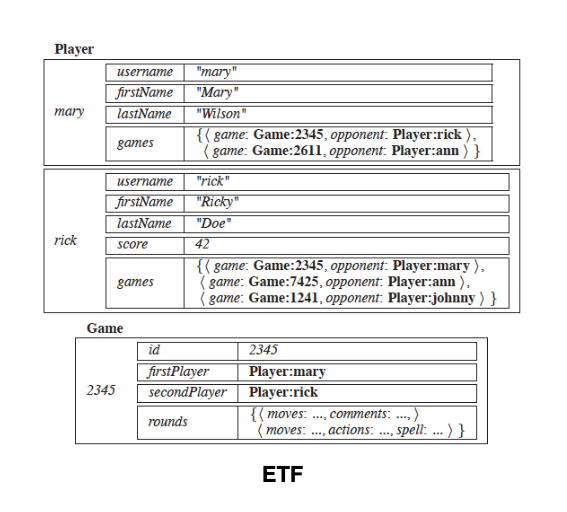 Player
mary
username "mary"
firstName "Mary"
lastName "Wilson"
games {⟨ game: Game:2345, opponent: Player:rick ⟩,
⟨ game: Game:2611, opponent: Player:ann ⟩ }
rick
username "rick"
firstName "Ricky"
lastName "Doe"
score 42
games {⟨ game: Game:2345, opponent: Player:mary ⟩,
⟨ game: Game:7425, opponent: Player:ann ⟩,
⟨ game: Game:1241, opponent: Player:johnny ⟩ }
Game
2345
id 2345
firstPlayer Player:mary
secondPlayer Player:rick
rounds {⟨ moves: ..., comments: ..., ⟩
⟨ moves: ..., actions: ..., spell: ... ⟩ }
ETF